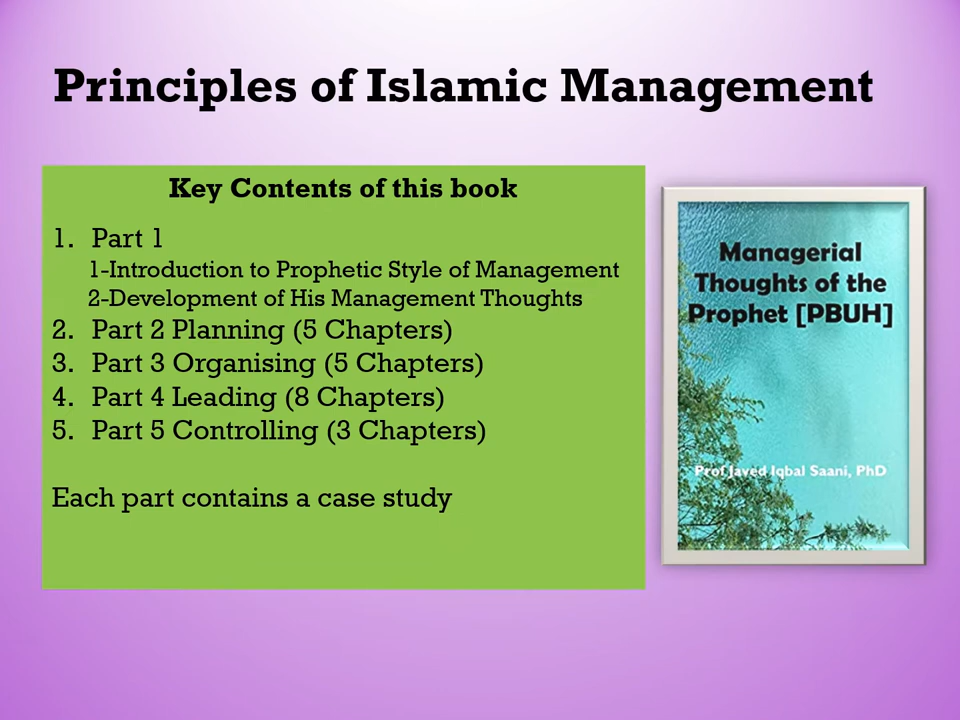 Principles of Islamic Management
Key Contents of this book
1. Part 1
1-Introduction to Prophetic Style of Management
2-Development of His Management Thoughts
2. Part 2 Planning (5 Chapters)
3. Part 3 Organising (5 Chapters)
4. Part 4 Leading (8 Chapters)
5. Part 5 Controlling (3 Chapters)
Each part contains a case study
Managerial
Thoughts of the
Prophet [PBUH]
Prof Javed Iqbal Saani, PhD